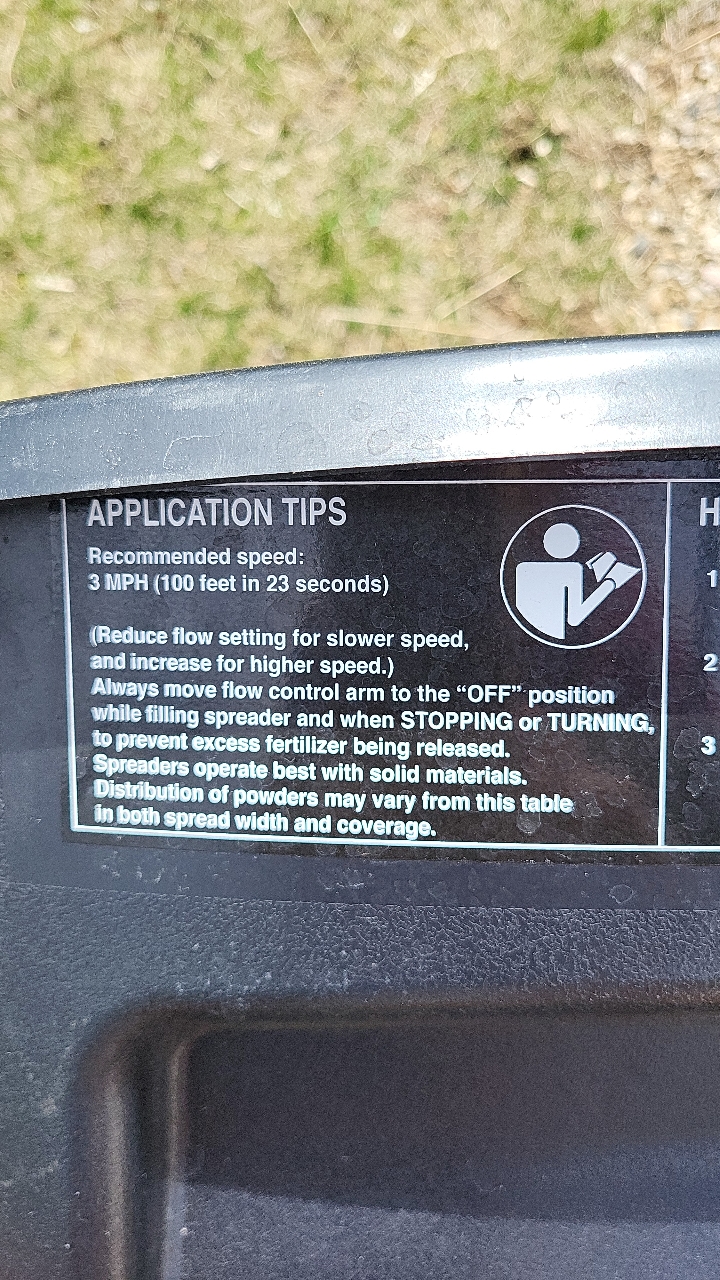 APPLICATION TIPS
Recommended speed:
3 MPH (100 feet in 23 seconds)
(Reduce flow setting for slower speed,
and increase for higher speed.)
Always move flow control arm to the “OFF” position
while filling spreader and when STOPPING or TURNING,
to prevent excess fertilizer being released.
Spreaders operate best with solid materials.
Distribution of powders may vary from this table
in both spread width and coverage.
H
1
2
3